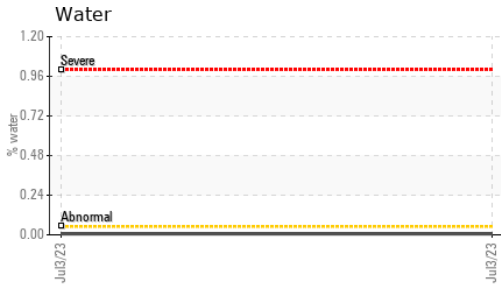 Water
1.20
Severe
0.96
0.72
% water
0.48
0.24
Abnormal
0.00
Jul3/23
Jul3/23